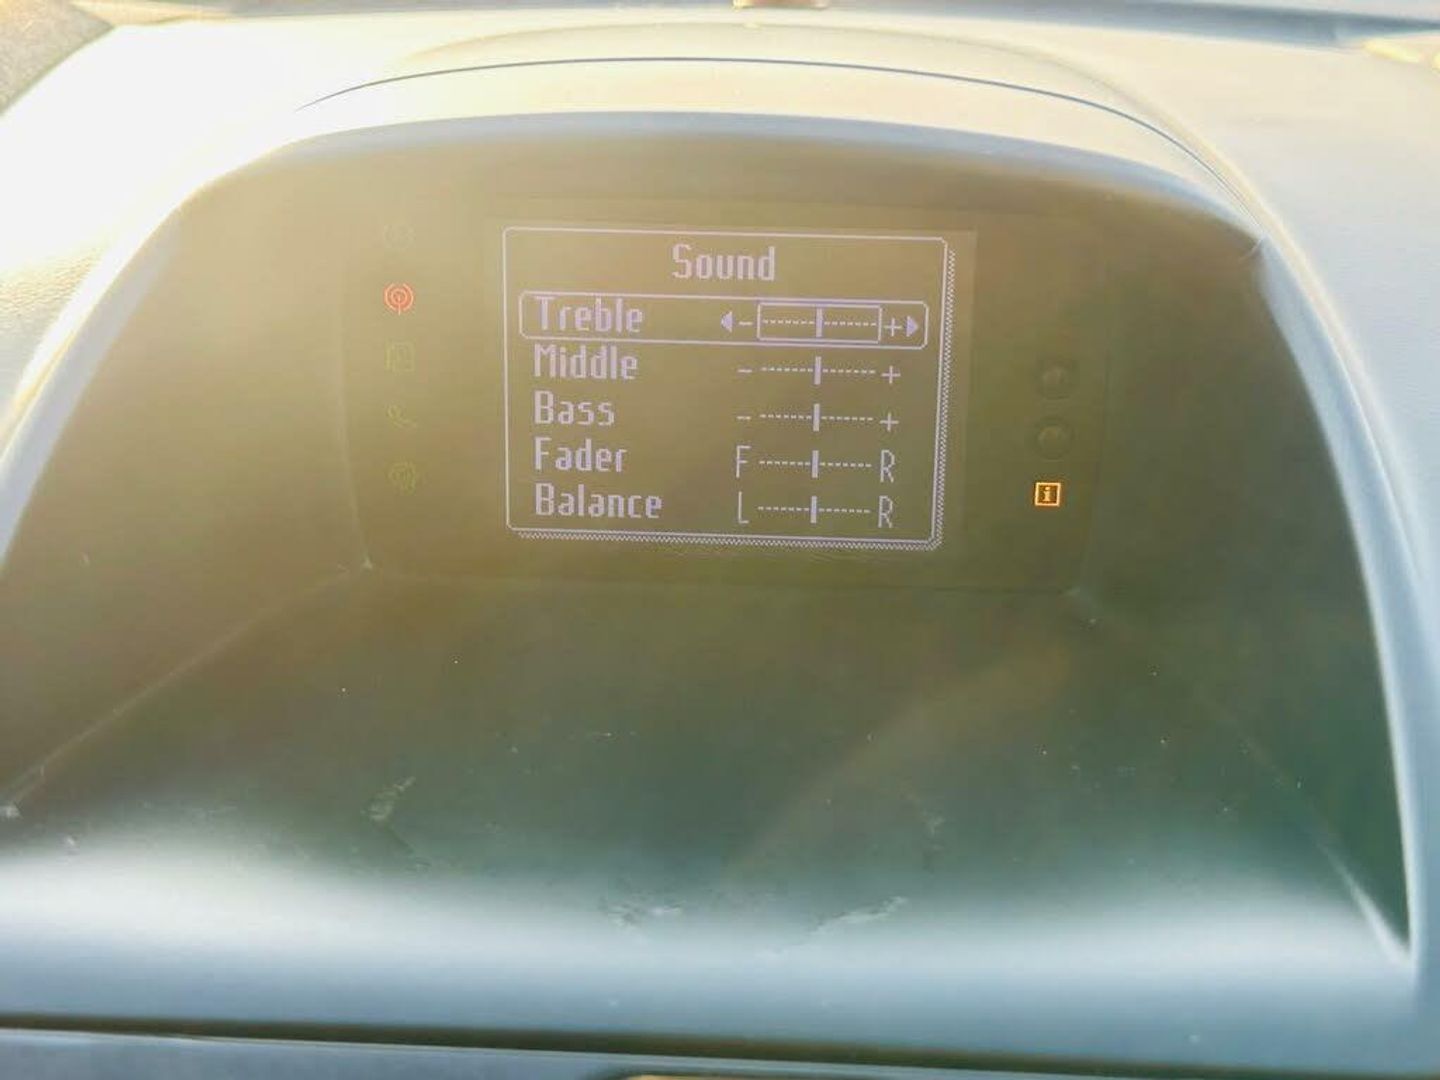 Sound
Treble - +
Middle - +
Bass - +
Fader F R
Balance L R
i